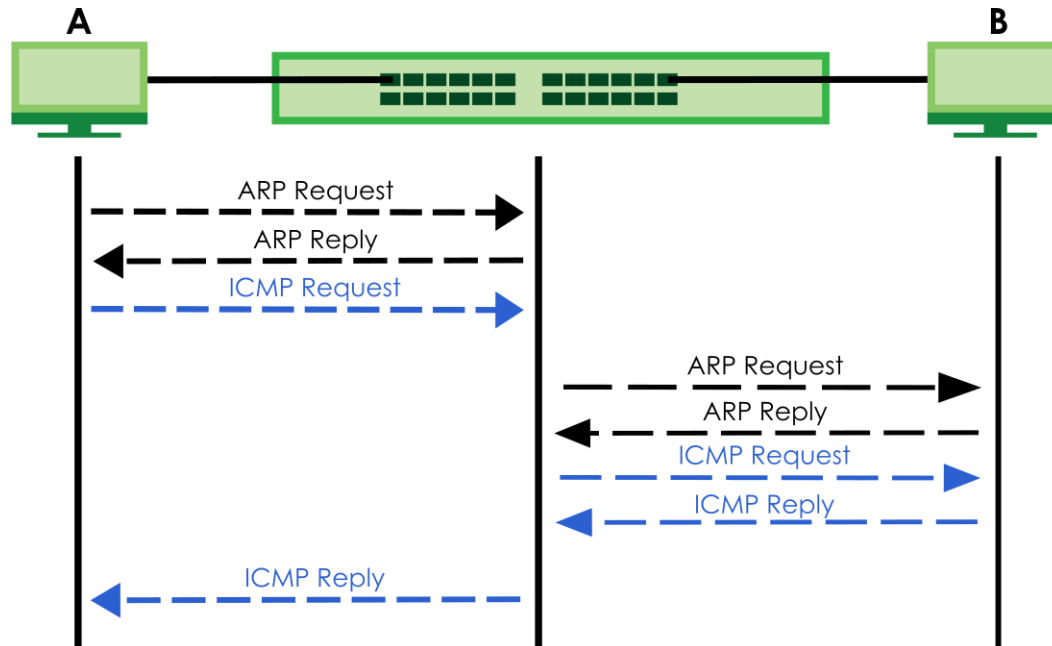 A
B
ARP Request
ARP Reply
ICMP Request
ARP Request
ARP Reply
ICMP Request
ICMP Reply
ICMP Reply